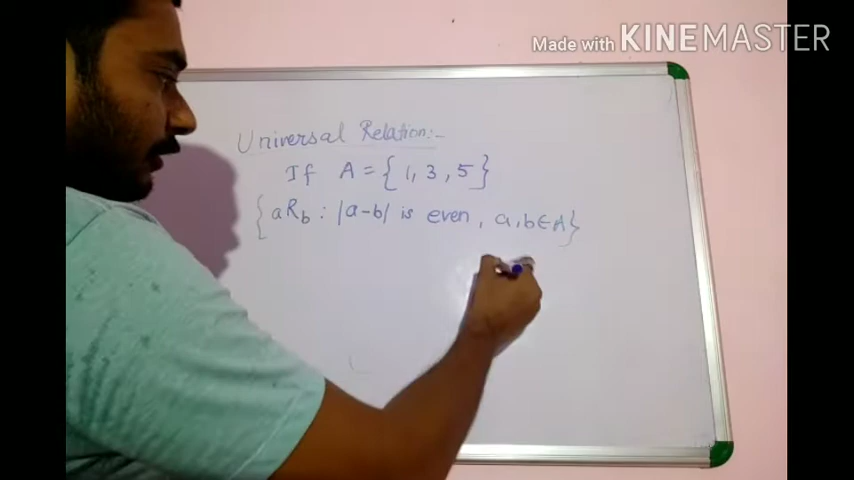 Made with KINEMASTER
Universal Relation:-
If A = {1, 3, 5}
{aRb : |a-b| is even, a, b ∈ A}